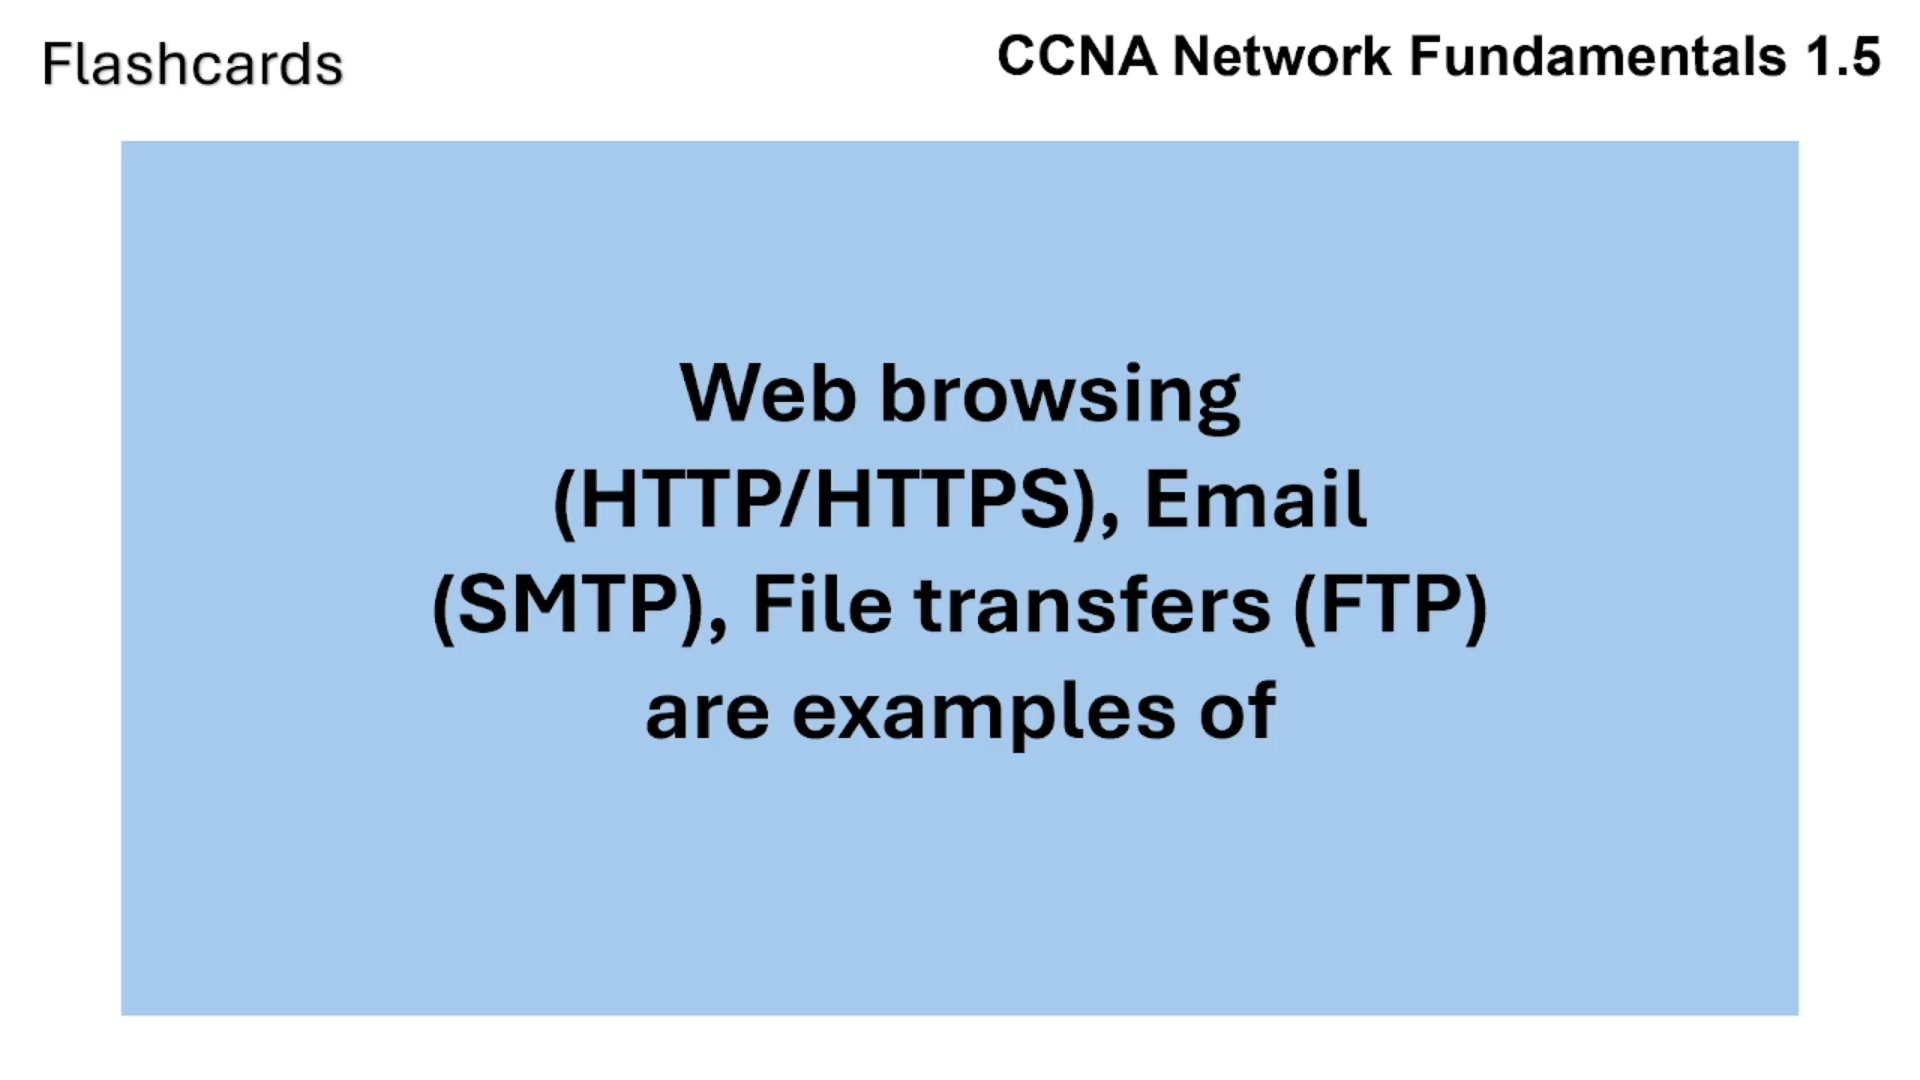 Flashcards
CCNA Network Fundamentals 1.5
Web browsing
(HTTP/HTTPS), Email
(SMTP), File transfers (FTP)
are examples of